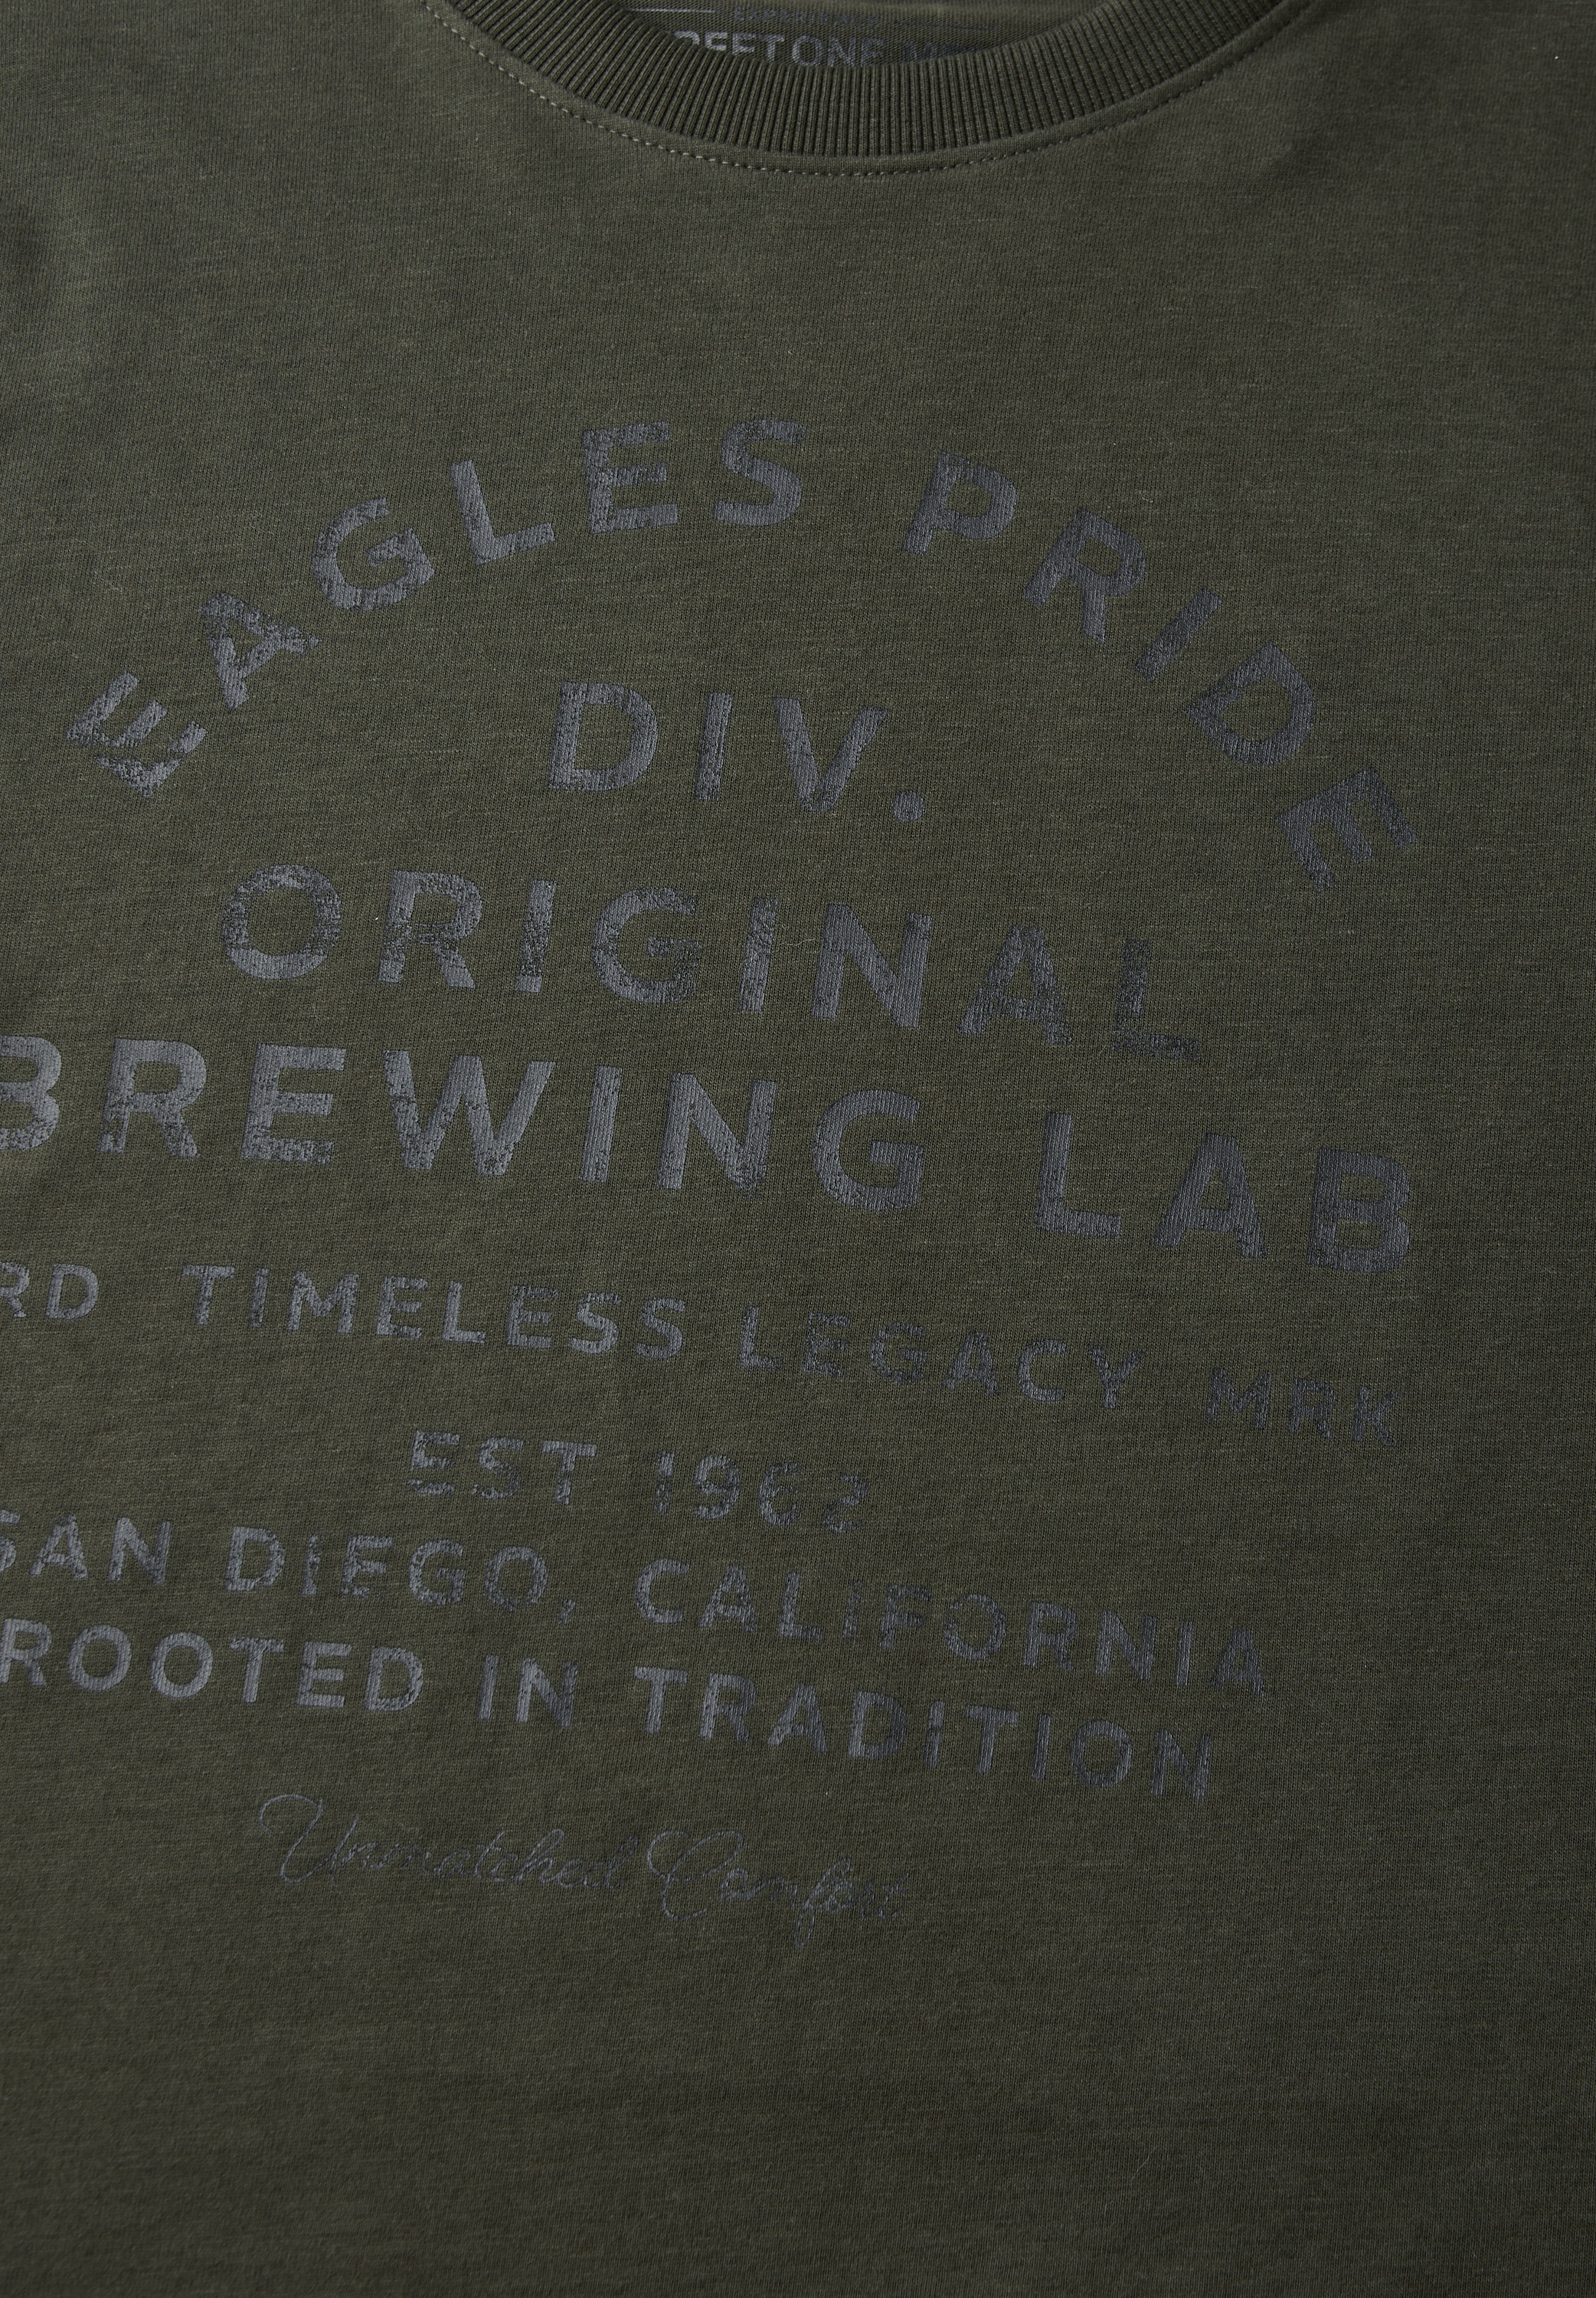 EAGLES PRIDE
DIV.
ORIGINAL
BREWING LAB
TIMELESS LEGACY MRK
EST 1962
SAN DIEGO, CALIFORNIA
ROOTED IN TRADITION
Unmatched Comfort